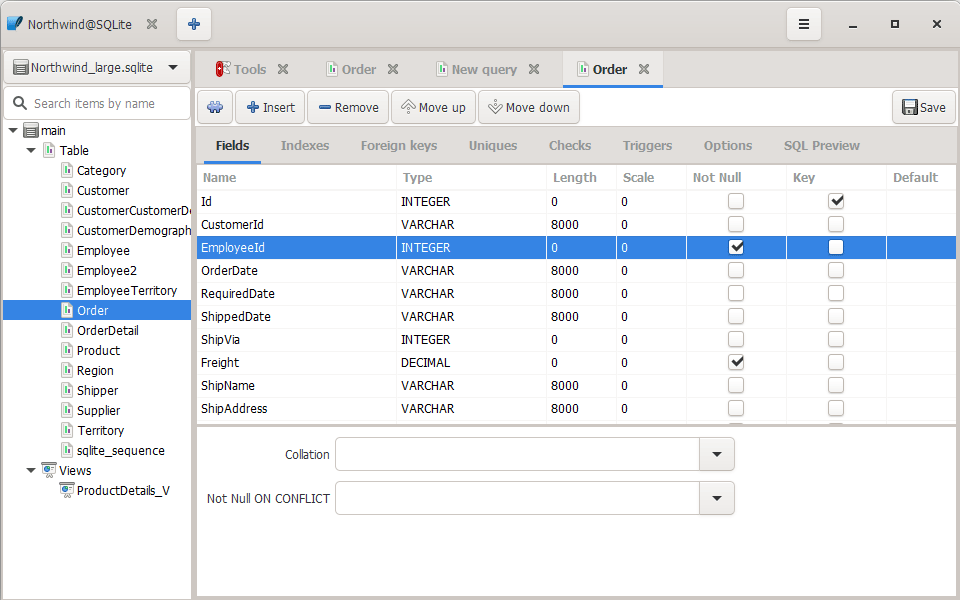 Northwind@SQLite
Northwind_large.sqlite
Tools
Order
New query
Order
Search items by name
Insert
Remove
Move up
Move down
Save
main
Table
Category
Customer
CustomerCustomerD
CustomerDemograph
Employee
Employee2
EmployeeTerritory
Order
OrderDetail
Product
Region
Shipper
Supplier
Territory
sqlite_sequence
Views
ProductDetails_V
Fields Indexes Foreign keys Uniques Checks Triggers Options SQL Preview
Name Type Length Scale Not Null Key Default
Id INTEGER 0 0
CustomerId VARCHAR 8000 0
EmployeeId INTEGER 0 0
OrderDate VARCHAR 8000 0
RequiredDate VARCHAR 8000 0
ShippedDate VARCHAR 8000 0
ShipVia INTEGER 0 0
Freight DECIMAL 0 0
ShipName VARCHAR 8000 0
ShipAddress VARCHAR 8000 0
Collation
Not Null ON CONFLICT